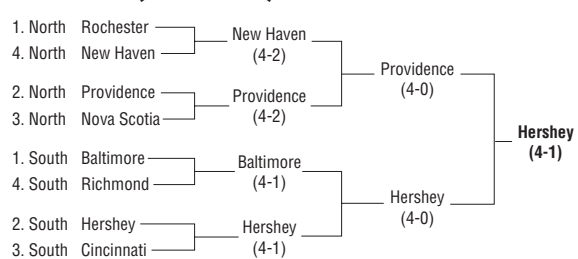 1. North Rochester
4. North New Haven
2. North Providence
3. North Nova Scotia
1. South Baltimore
4. South Richmond
2. South Hershey
3. South Cincinnati
New Haven
(4-2)
Providence
(4-2)
Baltimore
(4-1)
Hershey
(4-1)
Providence
(4-0)
Hershey
(4-0)
Hershey
(4-1)